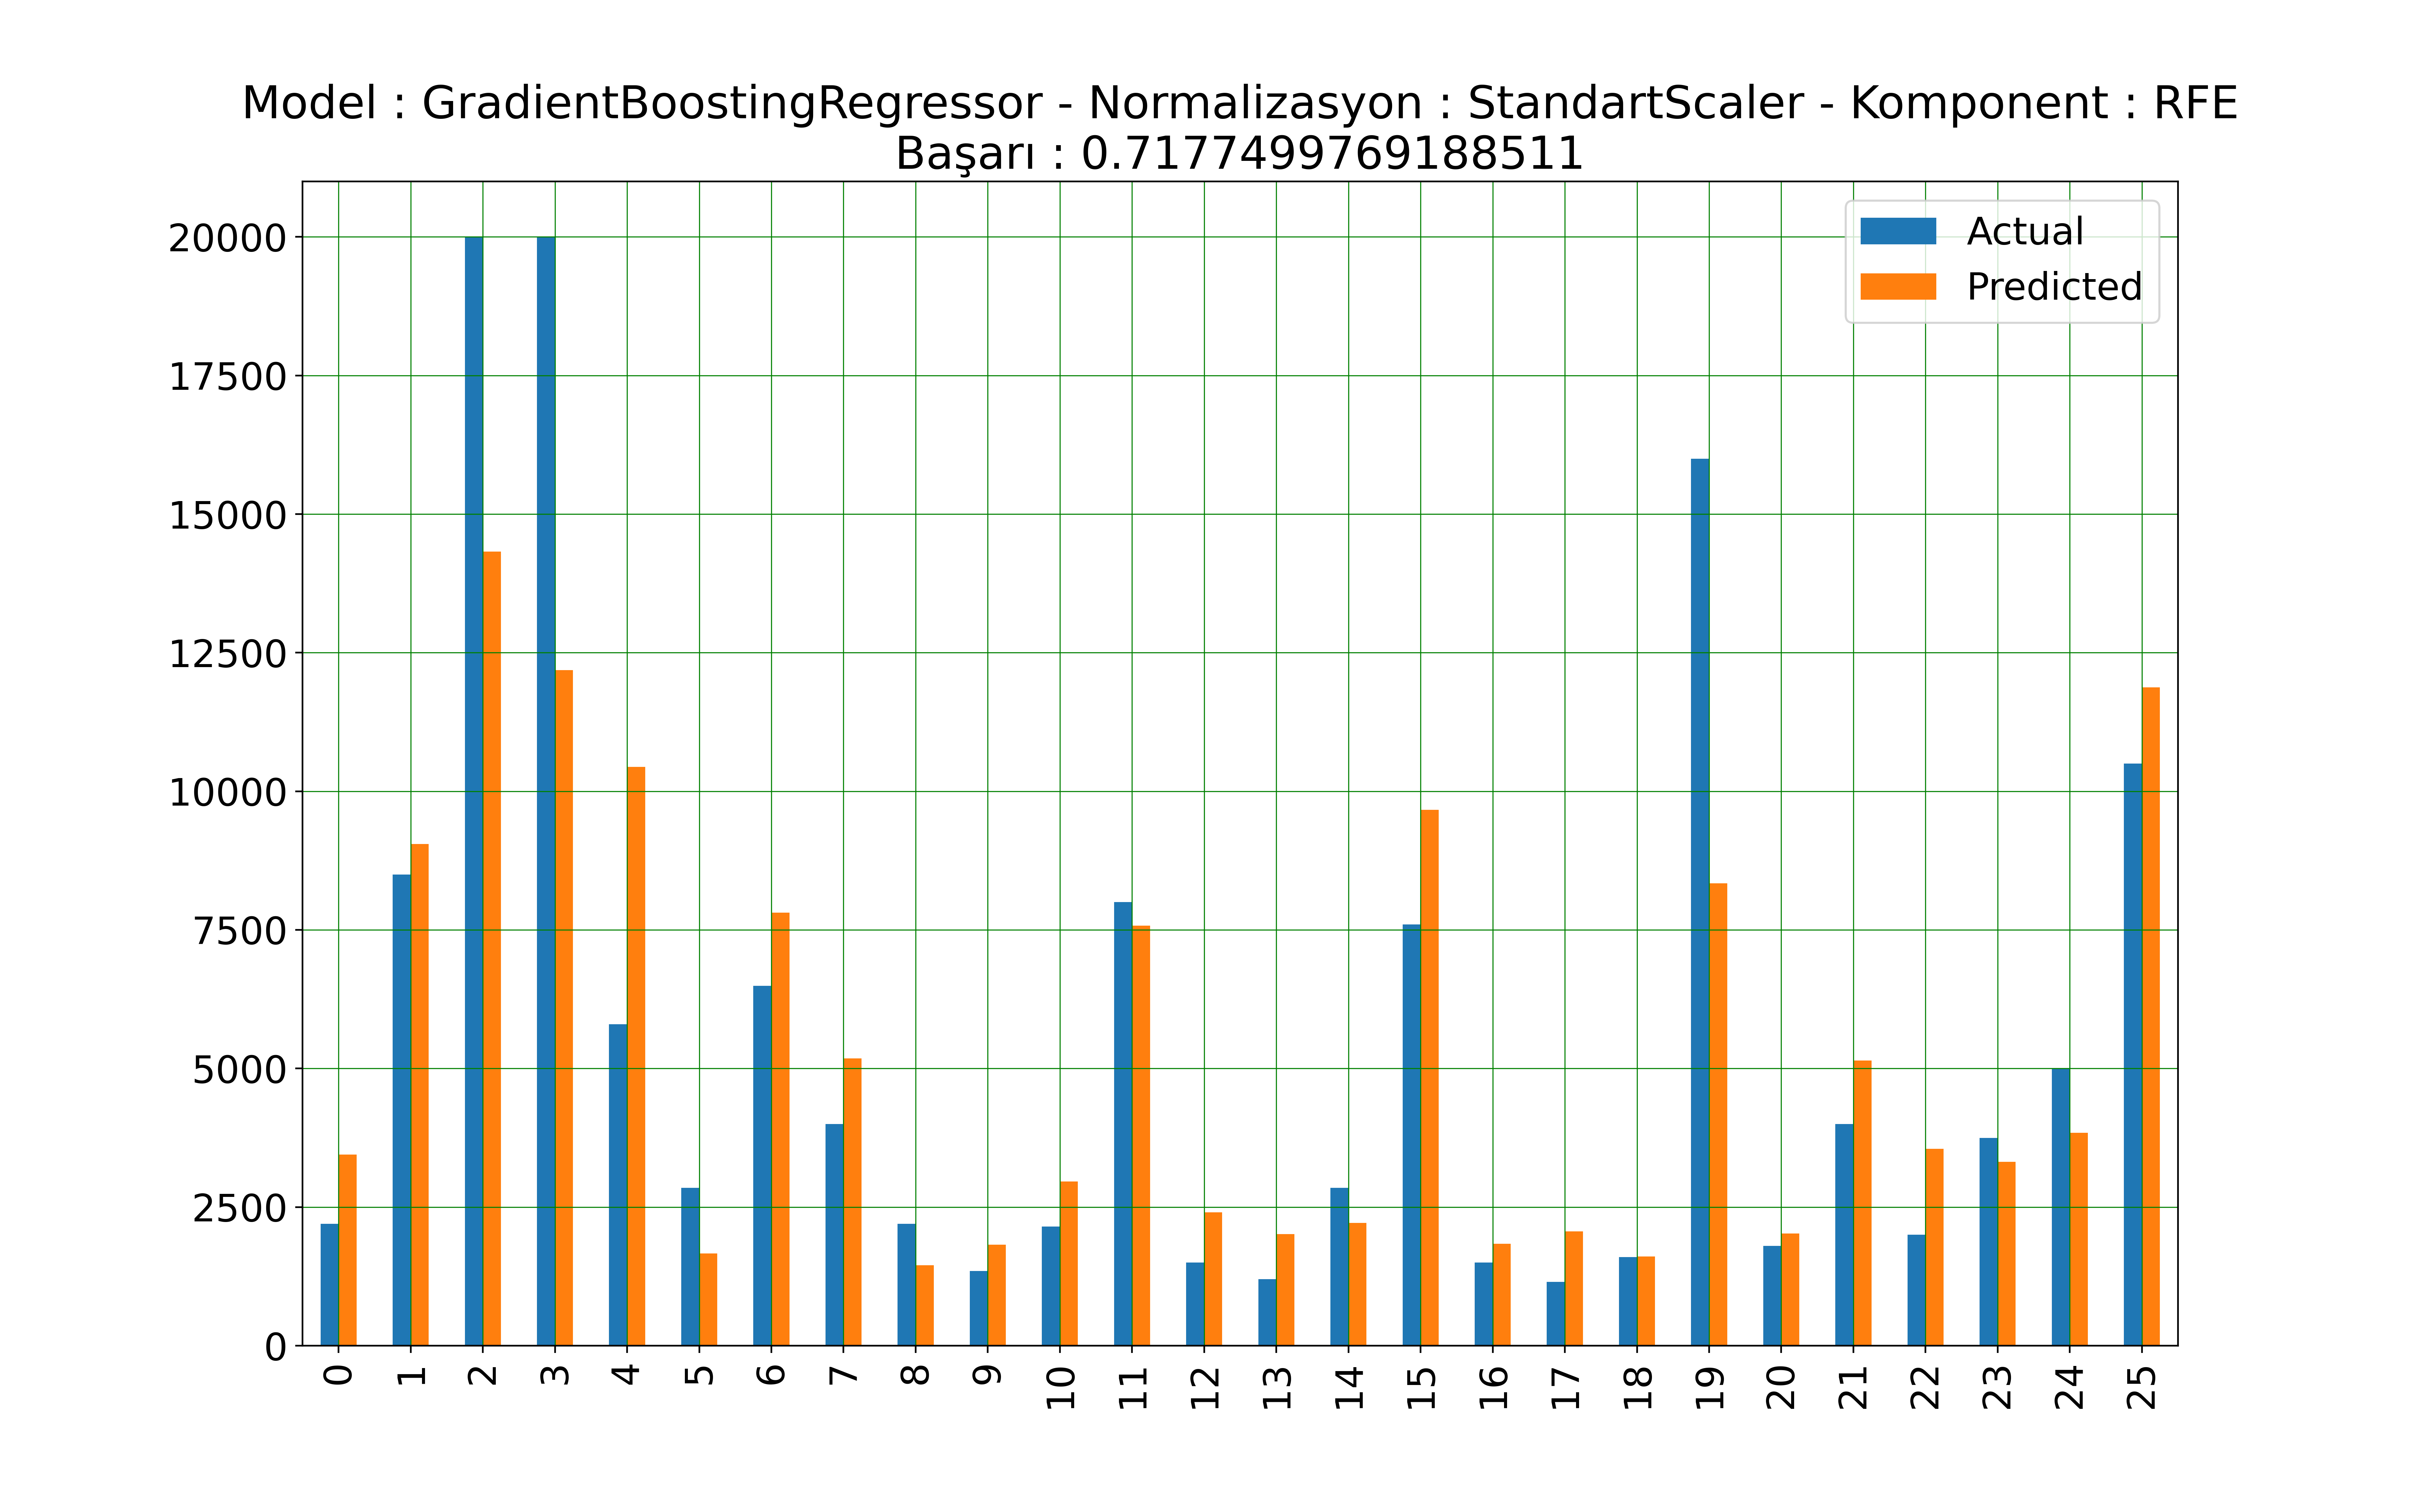 Model : GradientBoostingRegressor - Normalizasyon : StandartScaler - Komponent : RFE
Başarı : 0.7177499769188511
Actual
Predicted
20000
17500
15000
12500
10000
7500
5000
2500
0
0 1 2 3 4 5 6 7 8 9 10 11 12 13 14 15 16 17 18 19 20 21 22 23 24 25